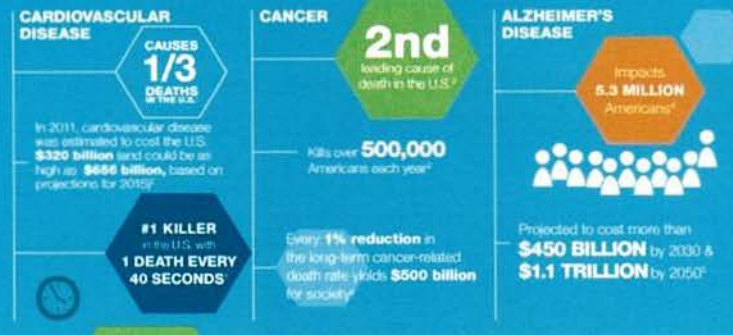 CARDIOVASCULAR
DISEASE
CAUSES
1/3
DEATHS
IN THE U.S.
In 2011, cardiovascular disease
was estimated to cost the U.S.
$320 billion (and could be as
high as $656 billion, based on
projections for 2015)
#1 KILLER
in the U.S. with
1 DEATH EVERY
40 SECONDS
CANCER
2nd
leading cause of
death in the U.S.
Kills over 500,000
Americans each year
Every 1% reduction in
the long-term cancer-related
death rate yields $500 billion
for society
ALZHEIMER'S
DISEASE
Impacts
5.3 MILLION
Americans
Projected to cost more than
$450 BILLION by 2030 &
$1.1 TRILLION by 2050